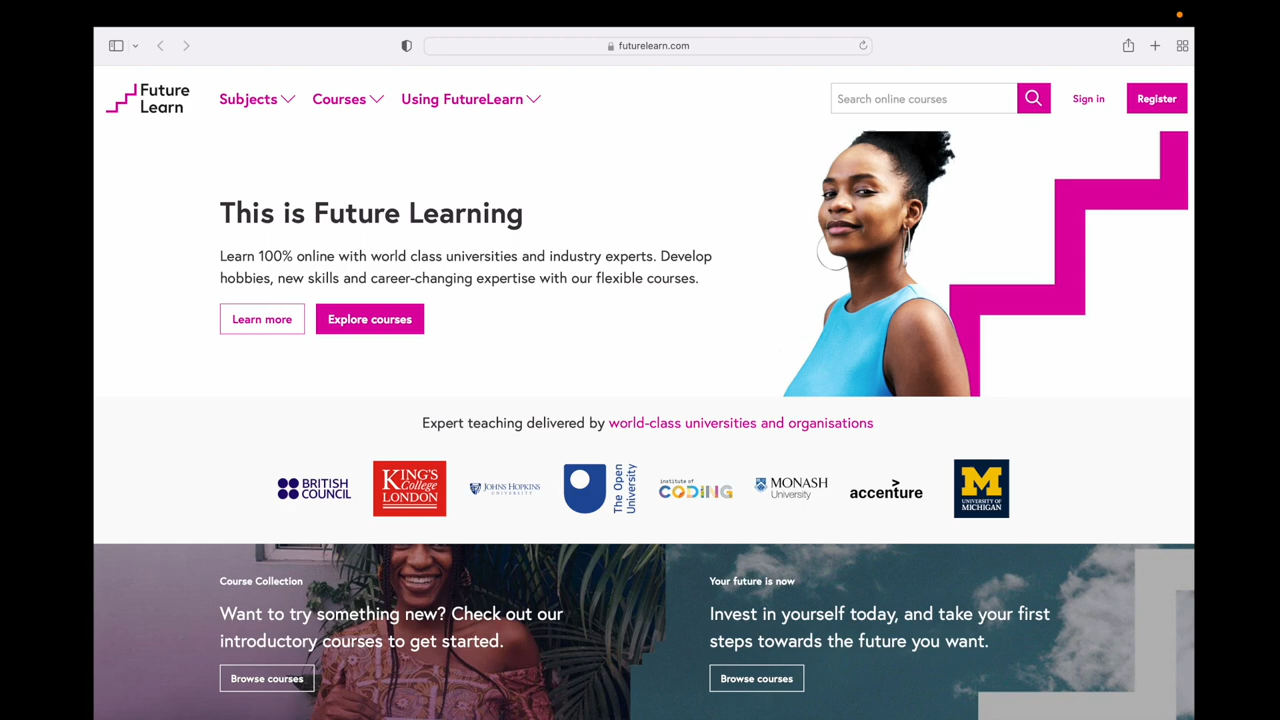 futurelearn.com
Future
Learn
Subjects
Courses
Using FutureLearn
Search online courses
Sign in
Register
This is Future Learning
Learn 100% online with world class universities and industry experts. Develop
hobbies, new skills and career-changing expertise with our flexible courses.
Learn more
Explore courses
Expert teaching delivered by world-class universities and organisations
BRITISH
COUNCIL
KING'S
College
LONDON
JOHNS HOPKINS
UNIVERSITY
The Open
University
institute of
CODING
MONASH
University
accenture
M
UNIVERSITY OF
MICHIGAN
Course Collection
Want to try something new? Check out our
introductory courses to get started.
Browse courses
Your future is now
Invest in yourself today, and take your first
steps towards the future you want.
Browse courses